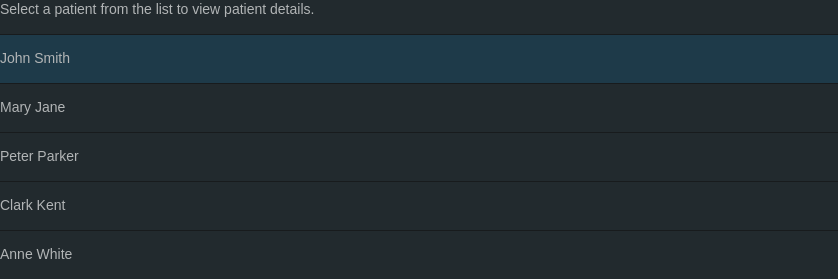 Select a patient from the list to view patient details.
John Smith
Mary Jane
Peter Parker
Clark Kent
Anne White